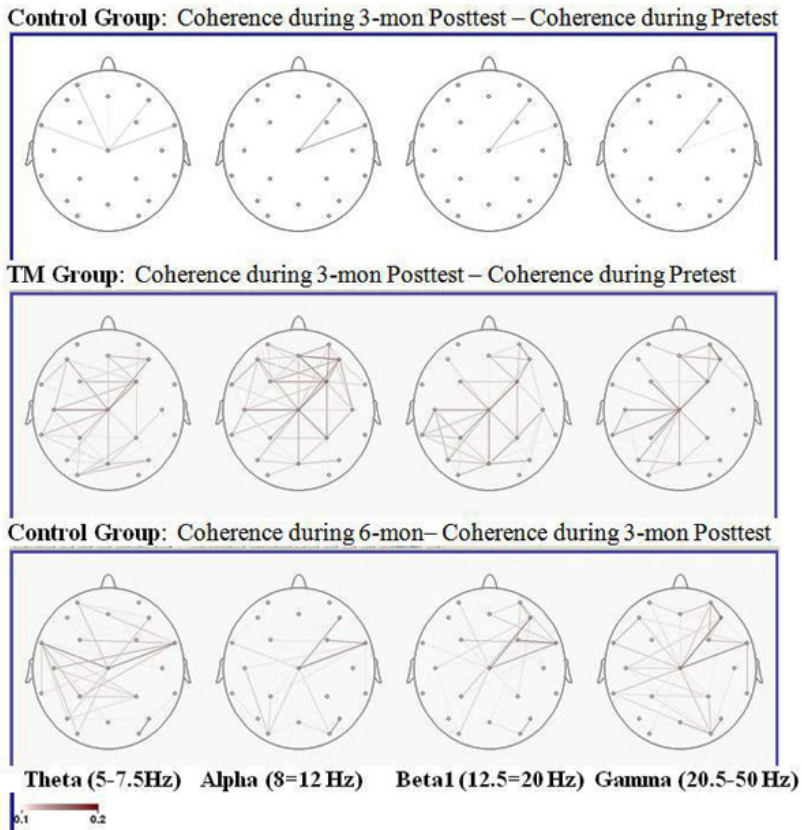 Control Group: Coherence during 3-mon Posttest – Coherence during Pretest
TM Group: Coherence during 3-mon Posttest – Coherence during Pretest
Control Group: Coherence during 6-mon– Coherence during 3-mon Posttest
Theta (5-7.5Hz) Alpha (8=12 Hz) Beta1 (12.5=20 Hz) Gamma (20.5-50 Hz)
0.1 0.2